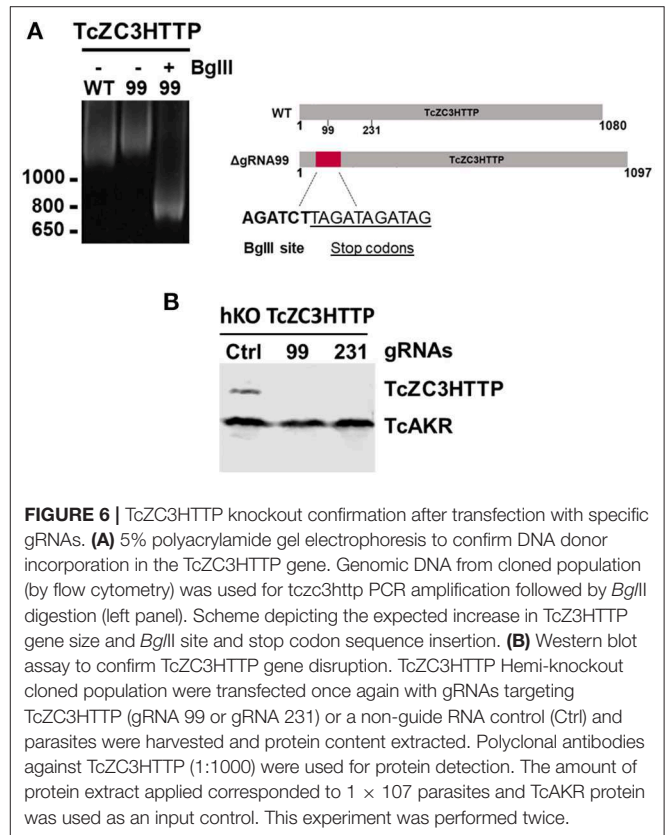 A
TcZC3HTTP
- - + BglII
WT 99 99
1000 -
800 -
650 -
WT TcZC3HTTP
1 99 231 1080
ΔgRNA99 TcZC3HTTP
1 1097
AGATCTTAGATAGATAG
BglII site Stop codons
B
hKO TcZC3HTTP
Ctrl 99 231 gRNAs
TcZC3HTTP
TcAKR
FIGURE 6 | TcZC3HTTP knockout confirmation after transfection with specific
gRNAs. (A) 5% polyacrylamide gel electrophoresis to confirm DNA donor
incorporation in the TcZC3HTTP gene. Genomic DNA from cloned population
(by flow cytometry) was used for tczc3http PCR amplification followed by BglII
digestion (left panel). Scheme depicting the expected increase in TcZ3HTTP
gene size and BglII site and stop codon sequence insertion. (B) Western blot
assay to confirm TcZC3HTTP gene disruption. TcZC3HTTP Hemi-knockout
cloned population were transfected once again with gRNAs targeting
TcZC3HTTP (gRNA 99 or gRNA 231) or a non-guide RNA control (Ctrl) and
parasites were harvested and protein content extracted. Polyclonal antibodies
against TcZC3HTTP (1:1000) were used for protein detection. The amount of
protein extract applied corresponded to 1 × 107 parasites and TcAKR protein
was used as an input control. This experiment was performed twice.